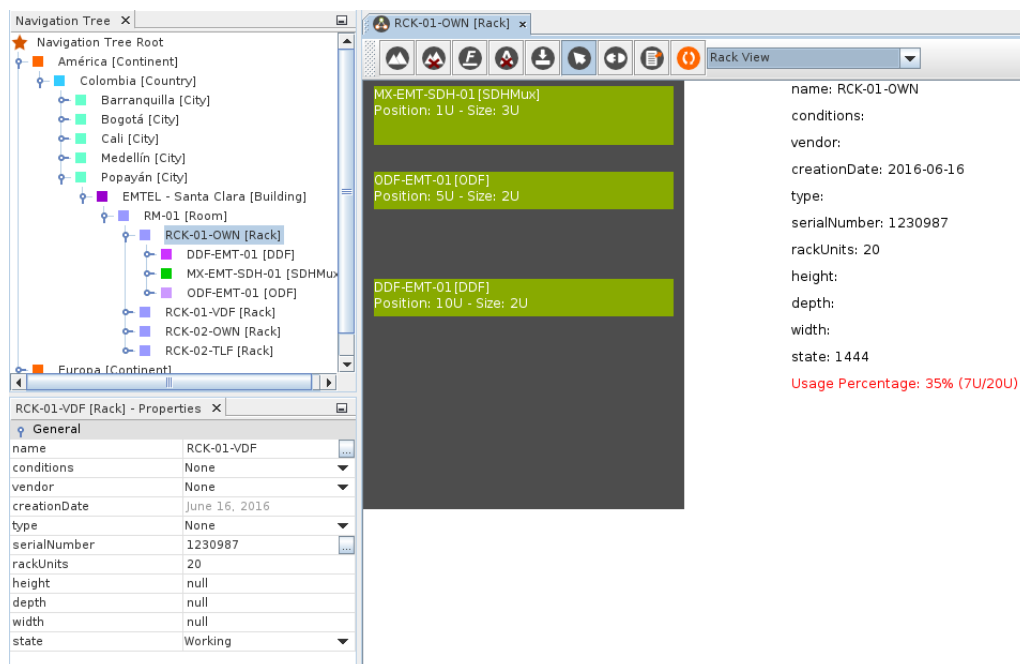 Navigation Tree
Navigation Tree Root
América [Continent]
Colombia [Country]
Barranquilla [City]
Bogotá [City]
Cali [City]
Medellín [City]
Popayán [City]
EMTEL - Santa Clara [Building]
RM-01 [Room]
RCK-01-OWN [Rack]
DDF-EMT-01 [DDF]
MX-EMT-SDH-01 [SDHMux
ODF-EMT-01 [ODF]
RCK-01-VDF [Rack]
RCK-02-OWN [Rack]
RCK-02-TLF [Rack]
Europa [Continent]
RCK-01-VDF [Rack] - Properties
General
name RCK-01-VDF ...
conditions None
vendor None
creationDate June 16, 2016
type None
serialNumber 1230987 ...
rackUnits 20
height null
depth null
width null
state Working
RCK-01-OWN [Rack]
Rack View
MX-EMT-SDH-01[SDHMux]
Position: 1U - Size: 3U
ODF-EMT-01[ODF]
Position: 5U - Size: 2U
DDF-EMT-01[DDF]
Position: 10U - Size: 2U
name: RCK-01-OWN
conditions:
vendor:
creationDate: 2016-06-16
type:
serialNumber: 1230987
rackUnits: 20
height:
depth:
width:
state: 1444
Usage Percentage: 35% (7U/20U)